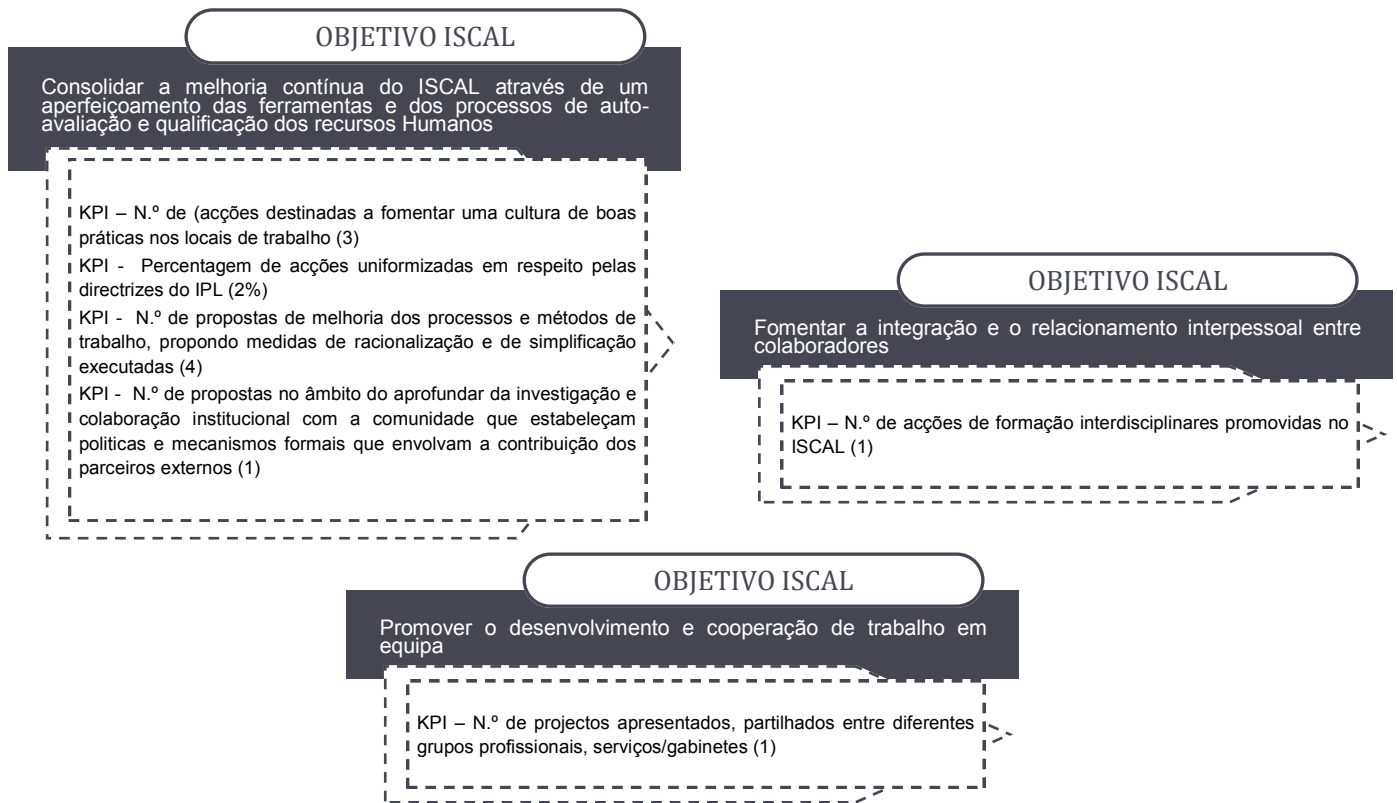 OBJETIVO ISCAL
Consolidar a melhoria contínua do ISCAL através de um
aperfeiçoamento das ferramentas e dos processos de auto-
avaliação e qualificação dos recursos Humanos
KPI – N.º de (acções destinadas a fomentar uma cultura de boas
práticas nos locais de trabalho (3)
KPI - Percentagem de acções uniformizadas em respeito pelas
directrizes do IPL (2%)
KPI - N.º de propostas de melhoria dos processos e métodos de
trabalho, propondo medidas de racionalização e de simplificação
executadas (4)
KPI - N.º de propostas no âmbito do aprofundar da investigação e
colaboração institucional com a comunidade que estabeleçam
politicas e mecanismos formais que envolvam a contribuição dos
parceiros externos (1)
OBJETIVO ISCAL
Fomentar a integração e o relacionamento interpessoal entre
colaboradores
KPI – N.º de acções de formação interdisciplinares promovidas no
ISCAL (1)
OBJETIVO ISCAL
Promover o desenvolvimento e cooperação de trabalho em
equipa
KPI – N.º de projectos apresentados, partilhados entre diferentes
grupos profissionais, serviços/gabinetes (1)